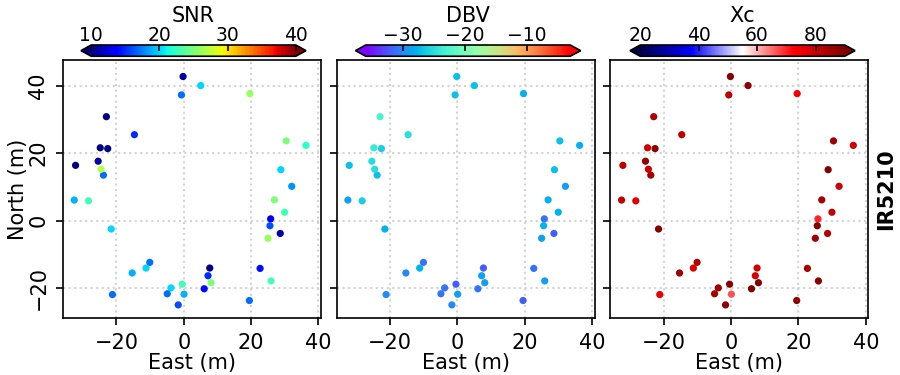 SNR DBV Xc
10 20 30 40 −30 −20 −10 20 40 60 80
40
20
0
−20
North (m)
−20 0 20 40 −20 0 20 40 −20 0 20 40
East (m) East (m) East (m)
IR5210